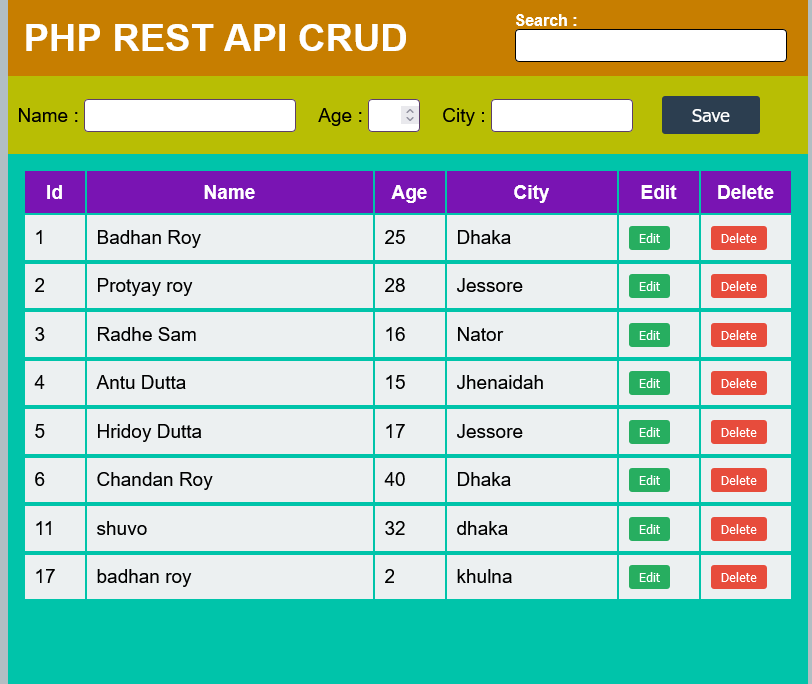 PHP REST API CRUD
Search :
Name : Age : City : Save
Id Name Age City Edit Delete
1 Badhan Roy 25 Dhaka Edit Delete
2 Protyay roy 28 Jessore Edit Delete
3 Radhe Sam 16 Nator Edit Delete
4 Antu Dutta 15 Jhenaidah Edit Delete
5 Hridoy Dutta 17 Jessore Edit Delete
6 Chandan Roy 40 Dhaka Edit Delete
11 shuvo 32 dhaka Edit Delete
17 badhan roy 2 khulna Edit Delete